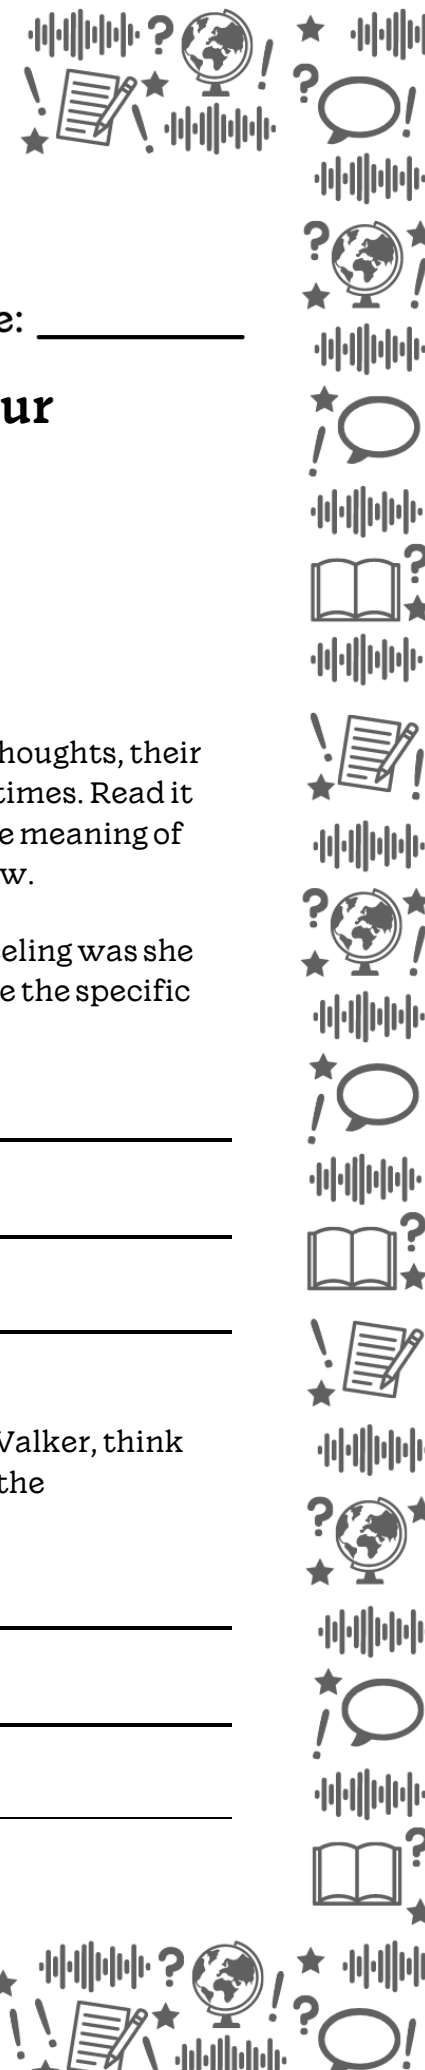 e:
ur
houghts, their
times. Read it
e meaning of
w.
eling was she
e the specific
Valker, think
the